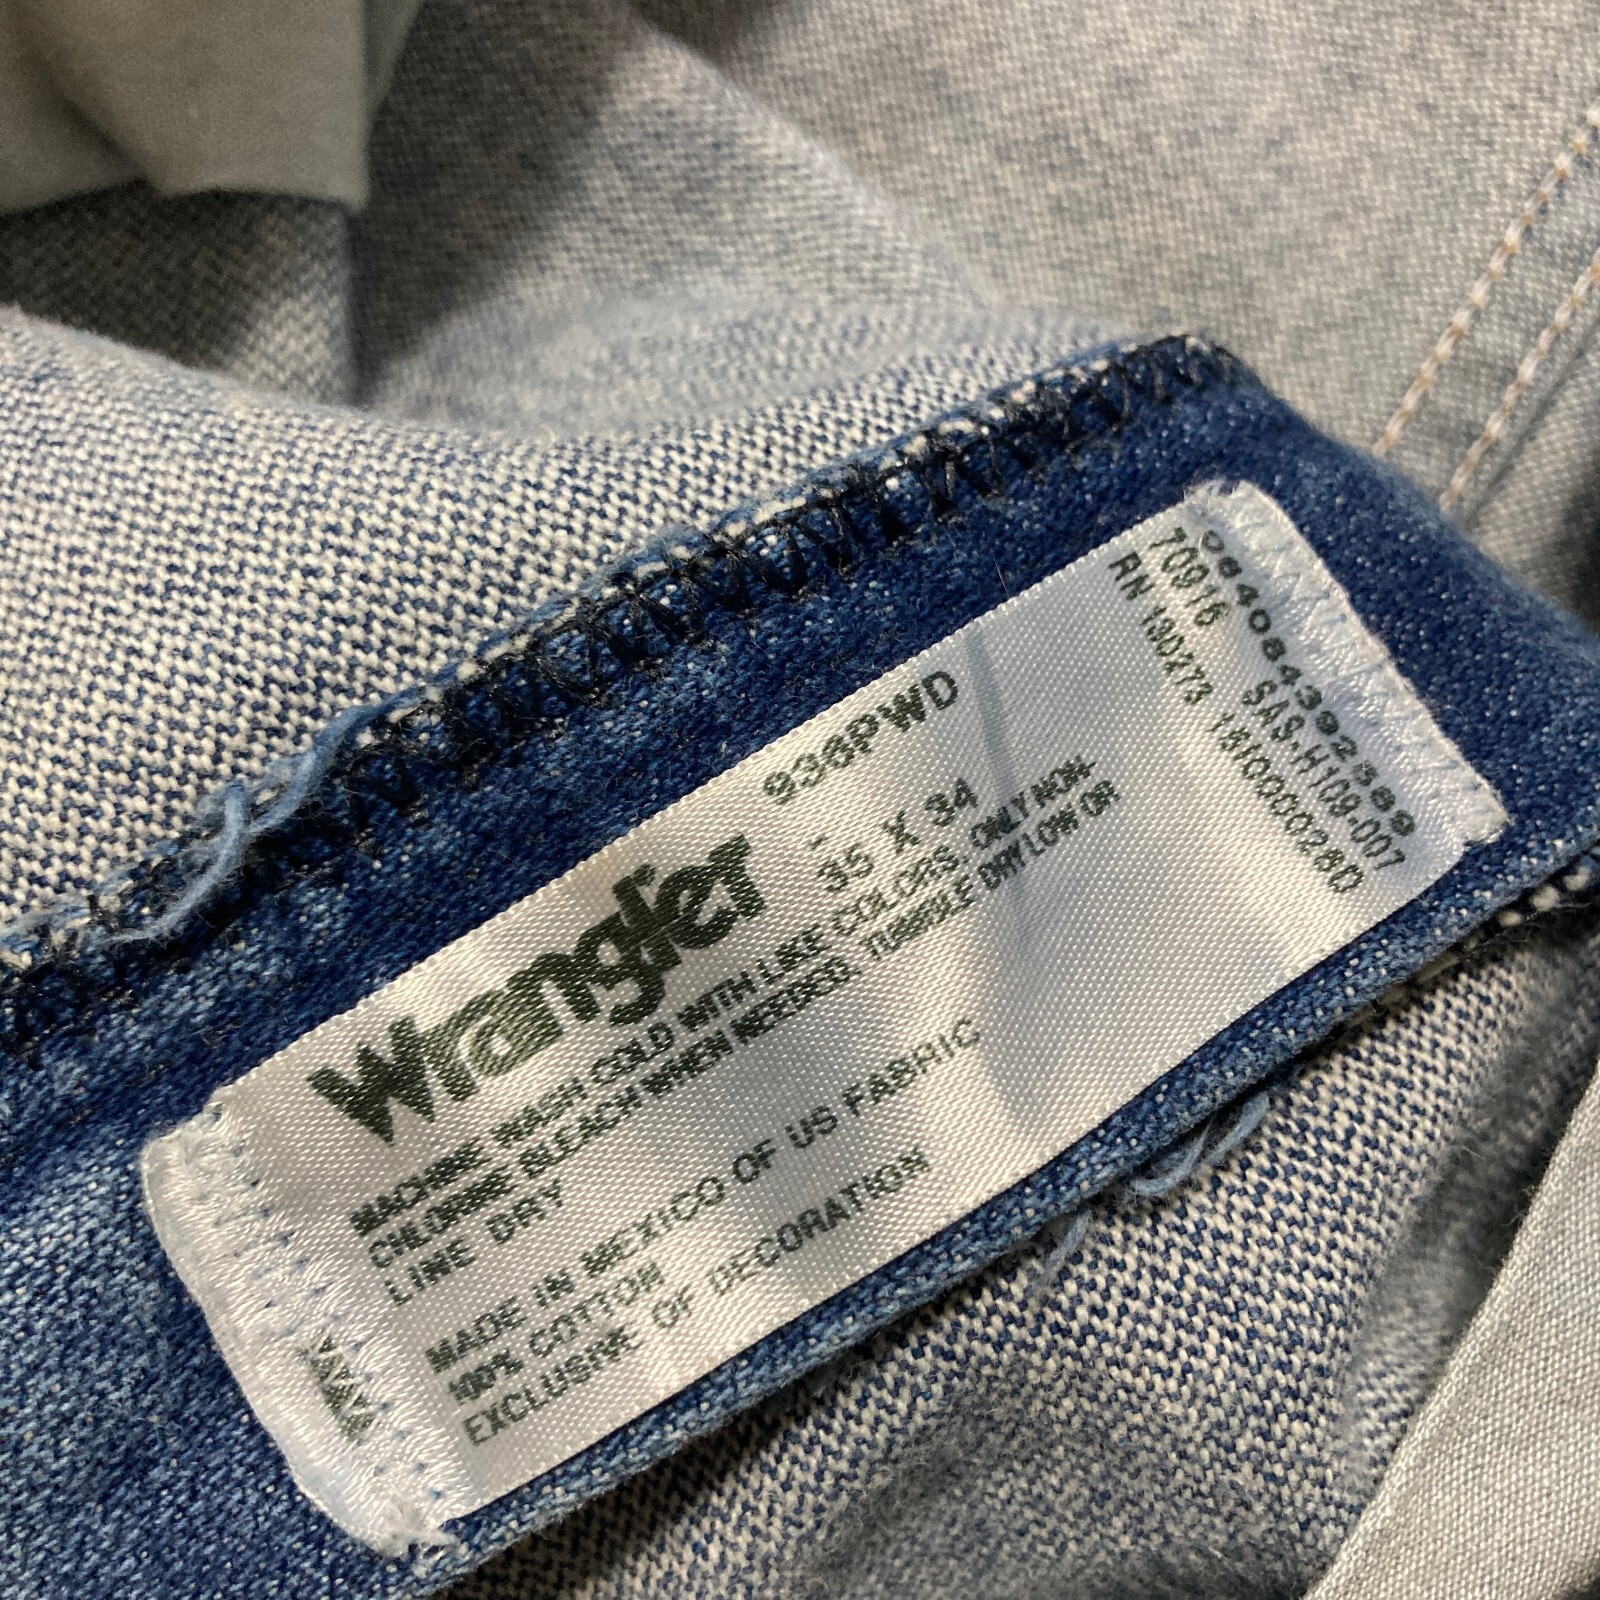 084084392889
70916 SAS-H109-007
RN 130273
936PWD
35 X 34
Wrangler
MACHINE WASH COLD WITH LIKE COLORS. ONLY NON-
CHLORINE BLEACH WHEN NEEDED. TUMBLE DRY LOW OR
LINE DRY
MADE IN MEXICO OF US FABRIC
100% COTTON
EXCLUSIVE OF DECORATION